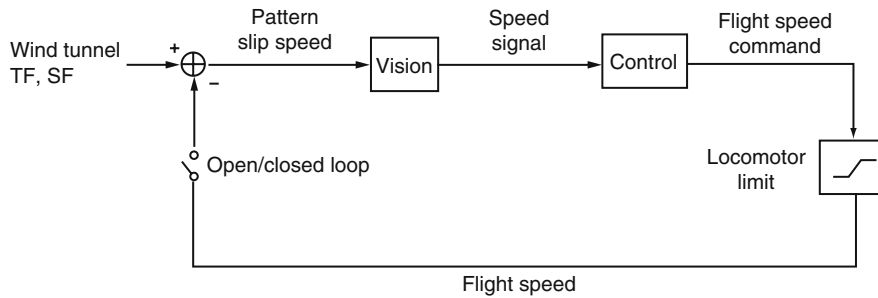 Pattern
slip speed
Speed
signal
Flight speed
command
Wind tunnel
TF, SF
+
Vision
Control
−
Open/closed loop
Locomotor
limit
Flight speed